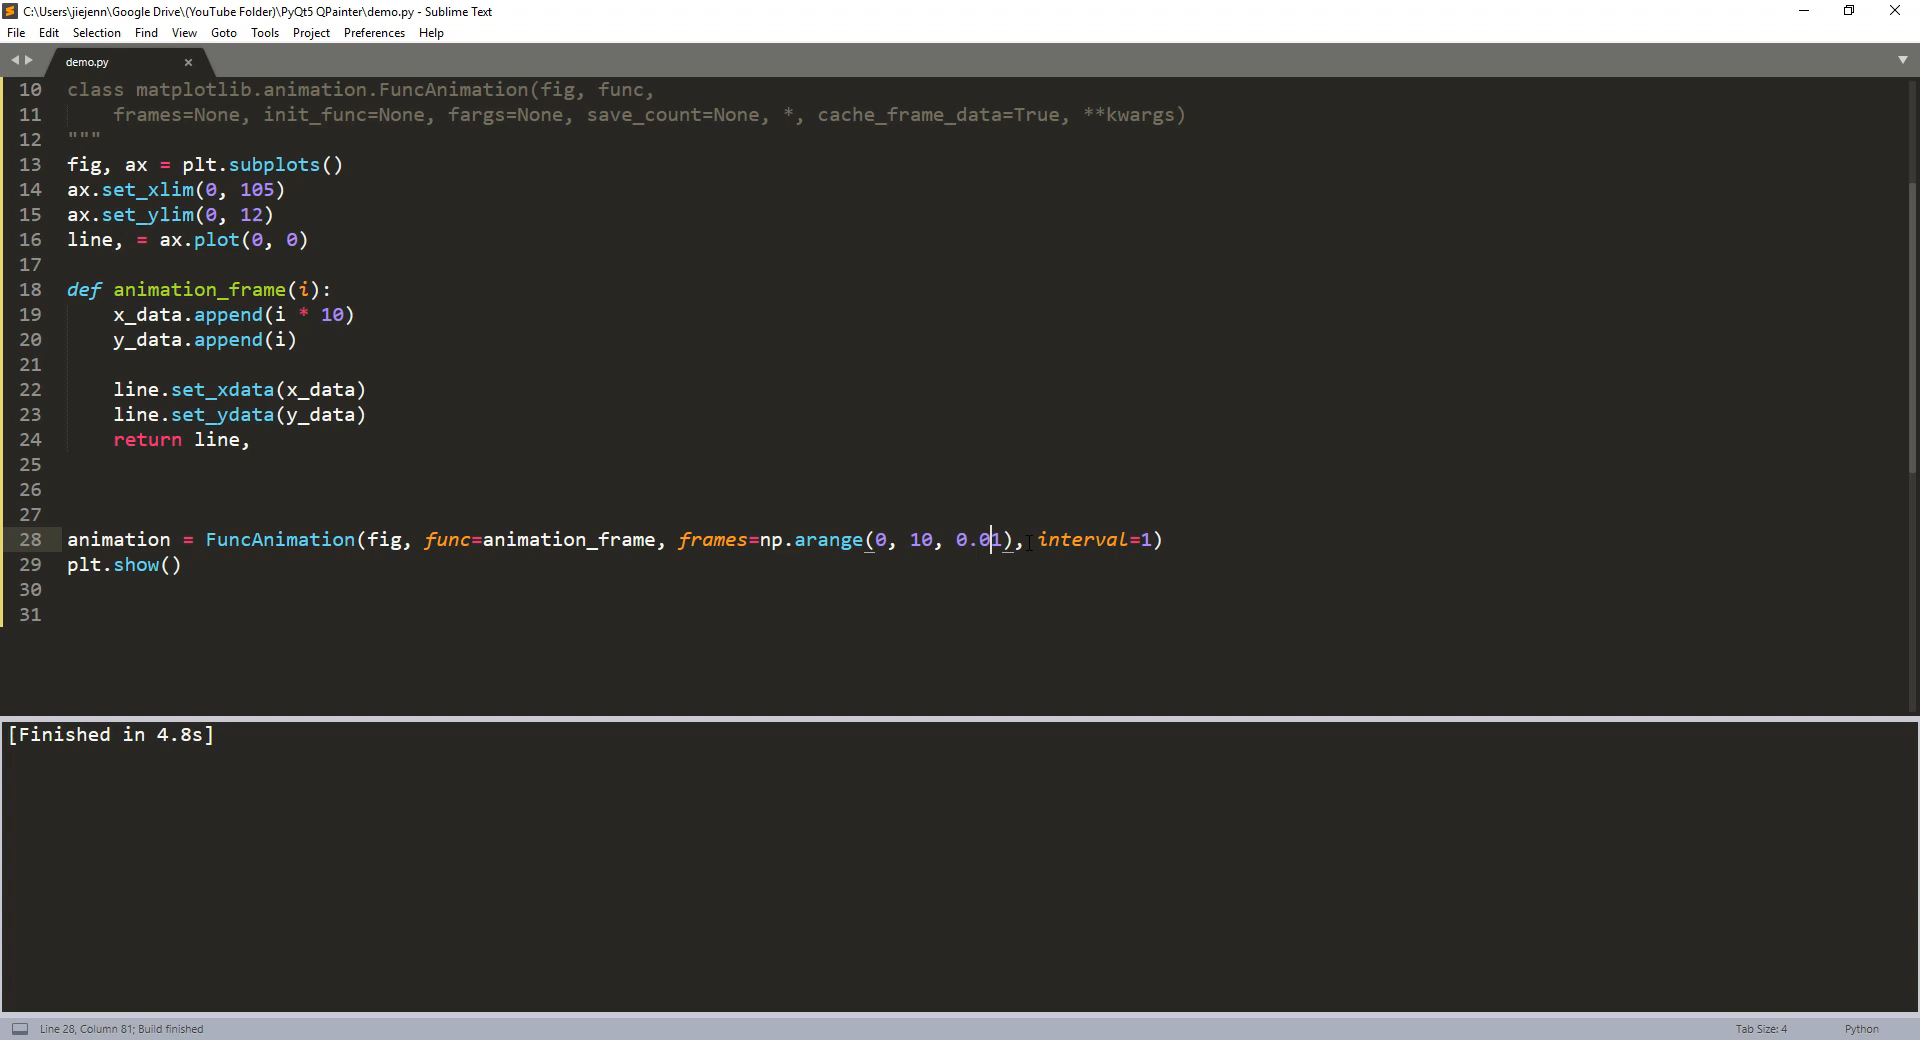 C:\Users\jiejenn\Google Drive\(YouTube Folder)\PyQt5 QPainter\demo.py - Sublime Text
File Edit Selection Find View Goto Tools Project Preferences Help
demo.py
10 class matplotlib.animation.FuncAnimation(fig, func,
11     frames=None, init_func=None, fargs=None, save_count=None, *, cache_frame_data=True, **kwargs)
12 """
13 fig, ax = plt.subplots()
14 ax.set_xlim(0, 105)
15 ax.set_ylim(0, 12)
16 line, = ax.plot(0, 0)
17
18 def animation_frame(i):
19     x_data.append(i * 10)
20     y_data.append(i)
21
22     line.set_xdata(x_data)
23     line.set_ydata(y_data)
24     return line,
25
26
27
28 animation = FuncAnimation(fig, func=animation_frame, frames=np.arange(0, 10, 0.01), interval=1)
29 plt.show()
30
31
[Finished in 4.8s]
Line 28, Column 81; Build finished Tab Size: 4 Python